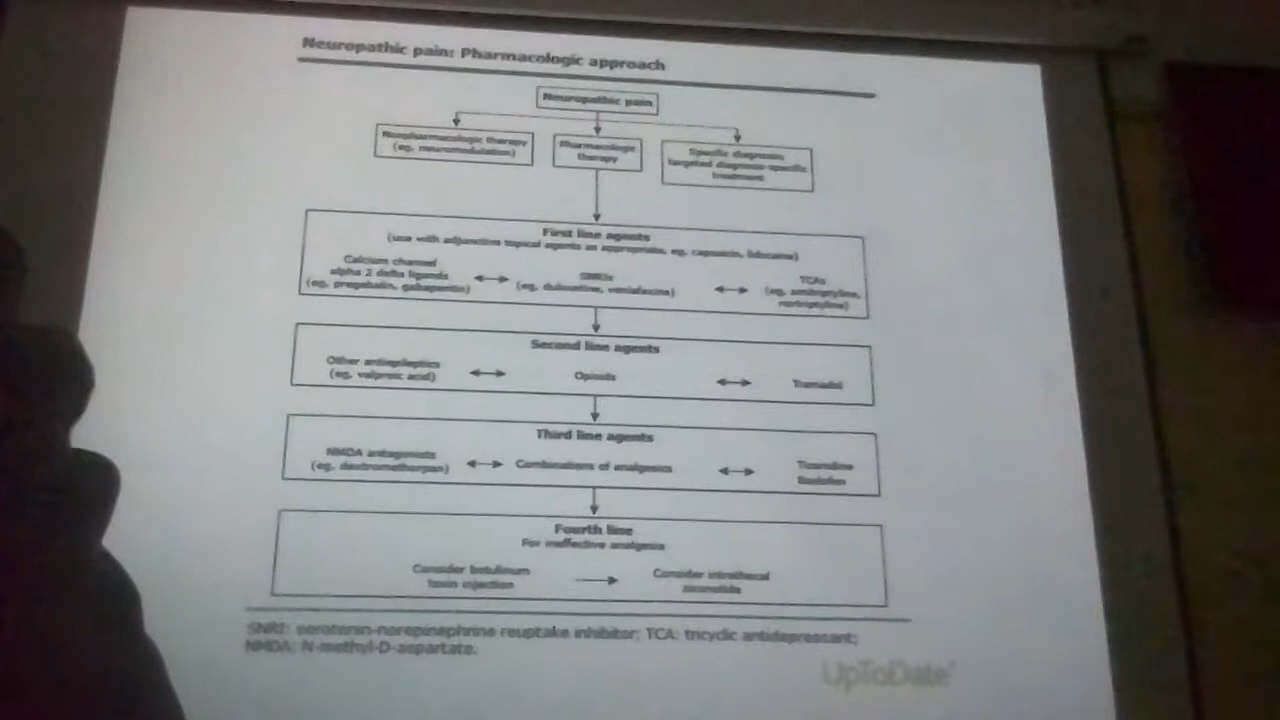 Neuropathic pain: Pharmacologic approach
Neuropathic pain
Nonpharmacologic therapy
(eg, neuromodulation)
Pharmacologic
therapy
Specific diagnosis:
targeted diagnosis-specific
treatment
First line agents
(use with adjunctive topical agents as appropriate, eg, capsaicin, lidocaine)
Calcium channel
alpha 2 delta ligands
(eg, pregabalin, gabapentin)
SNRIs
(eg, duloxetine, venlafaxine)
TCAs
(eg, amitriptyline,
nortriptyline)
Second line agents
Other antiepileptics
(eg, valproic acid)
Opioids
Tramadol
Third line agents
NMDA antagonists
(eg, dextromethorpan)
Combinations of analgesics
Tizanidine
Baclofen
Fourth line
For ineffective analgesia
Consider botulinum
toxin injection
Consider intrathecal
ziconotide
SNRI: serotonin-norepinephrine reuptake inhibitor; TCA: tricyclic antidepressant;
NMDA: N-methyl-D-aspartate.
UpToDate®